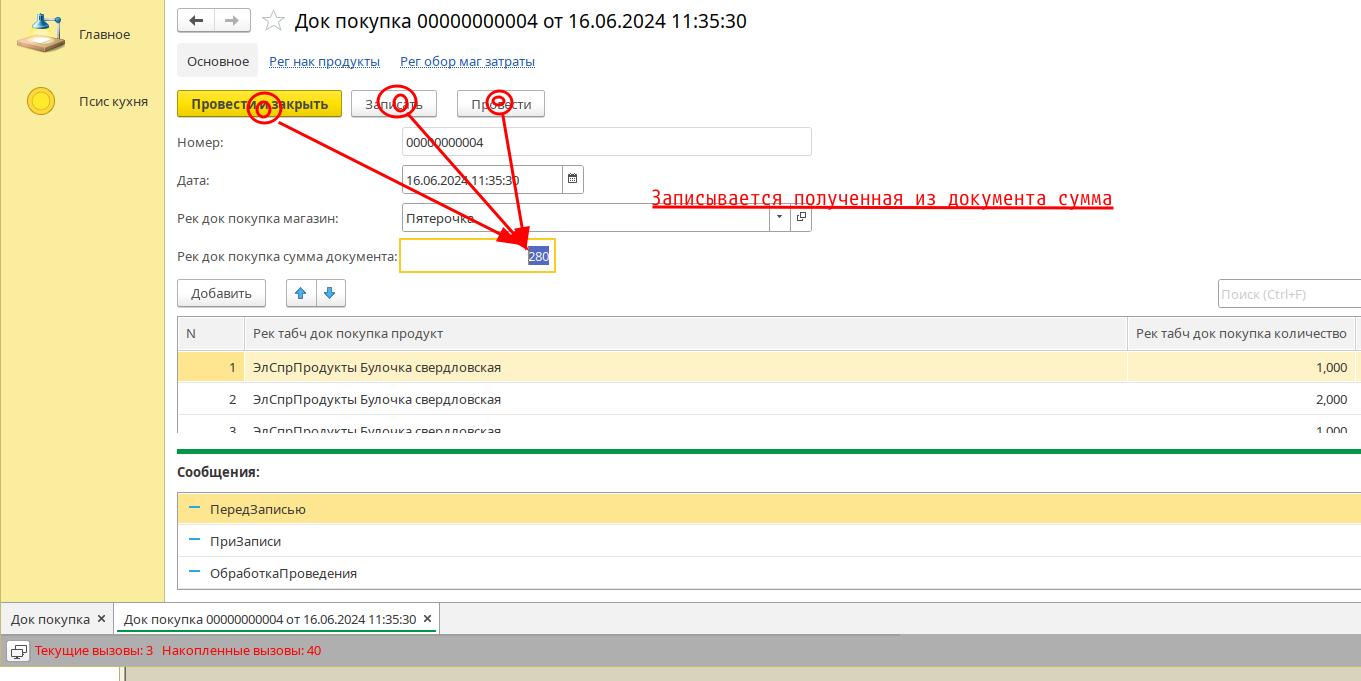 Главное
Псис кухня
Док покупка 00000000004 от 16.06.2024 11:35:30
Основное Рег нак продукты Рег обор маг затраты
Провести и закрыть Записать Провести
Номер: 00000000004
Дата: 16.06.2024 11:35:30
Записывается полученная из документа сумма
Рек док покупка магазин: Пятерочка
Рек док покупка сумма документа: 280
Добавить Поиск (Ctrl+F)
N Рек табч док покупка продукт Рек табч док покупка количество
1 ЭлСпрПродукты Булочка свердловская 1,000
2 ЭлСпрПродукты Булочка свердловская 2,000
3 ЭлСпрПродукты Булочка свердловская 1,000
Сообщения:
ПередЗаписью
ПриЗаписи
ОбработкаПроведения
Док покупка Док покупка 00000000004 от 16.06.2024 11:35:30
Текущие вызовы: 3 Накопленные вызовы: 40